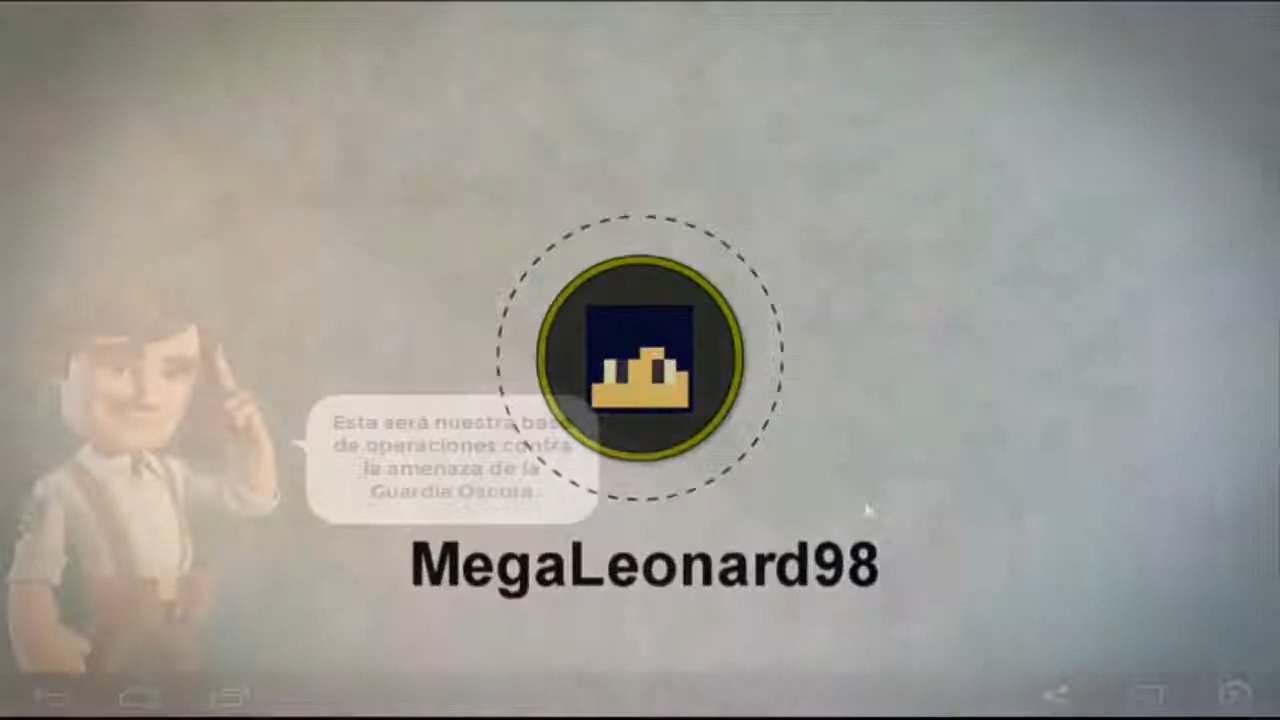 Esta será nuestra base
de operaciones contra
la amenaza de la
Guardia Oscura.
MegaLeonard98